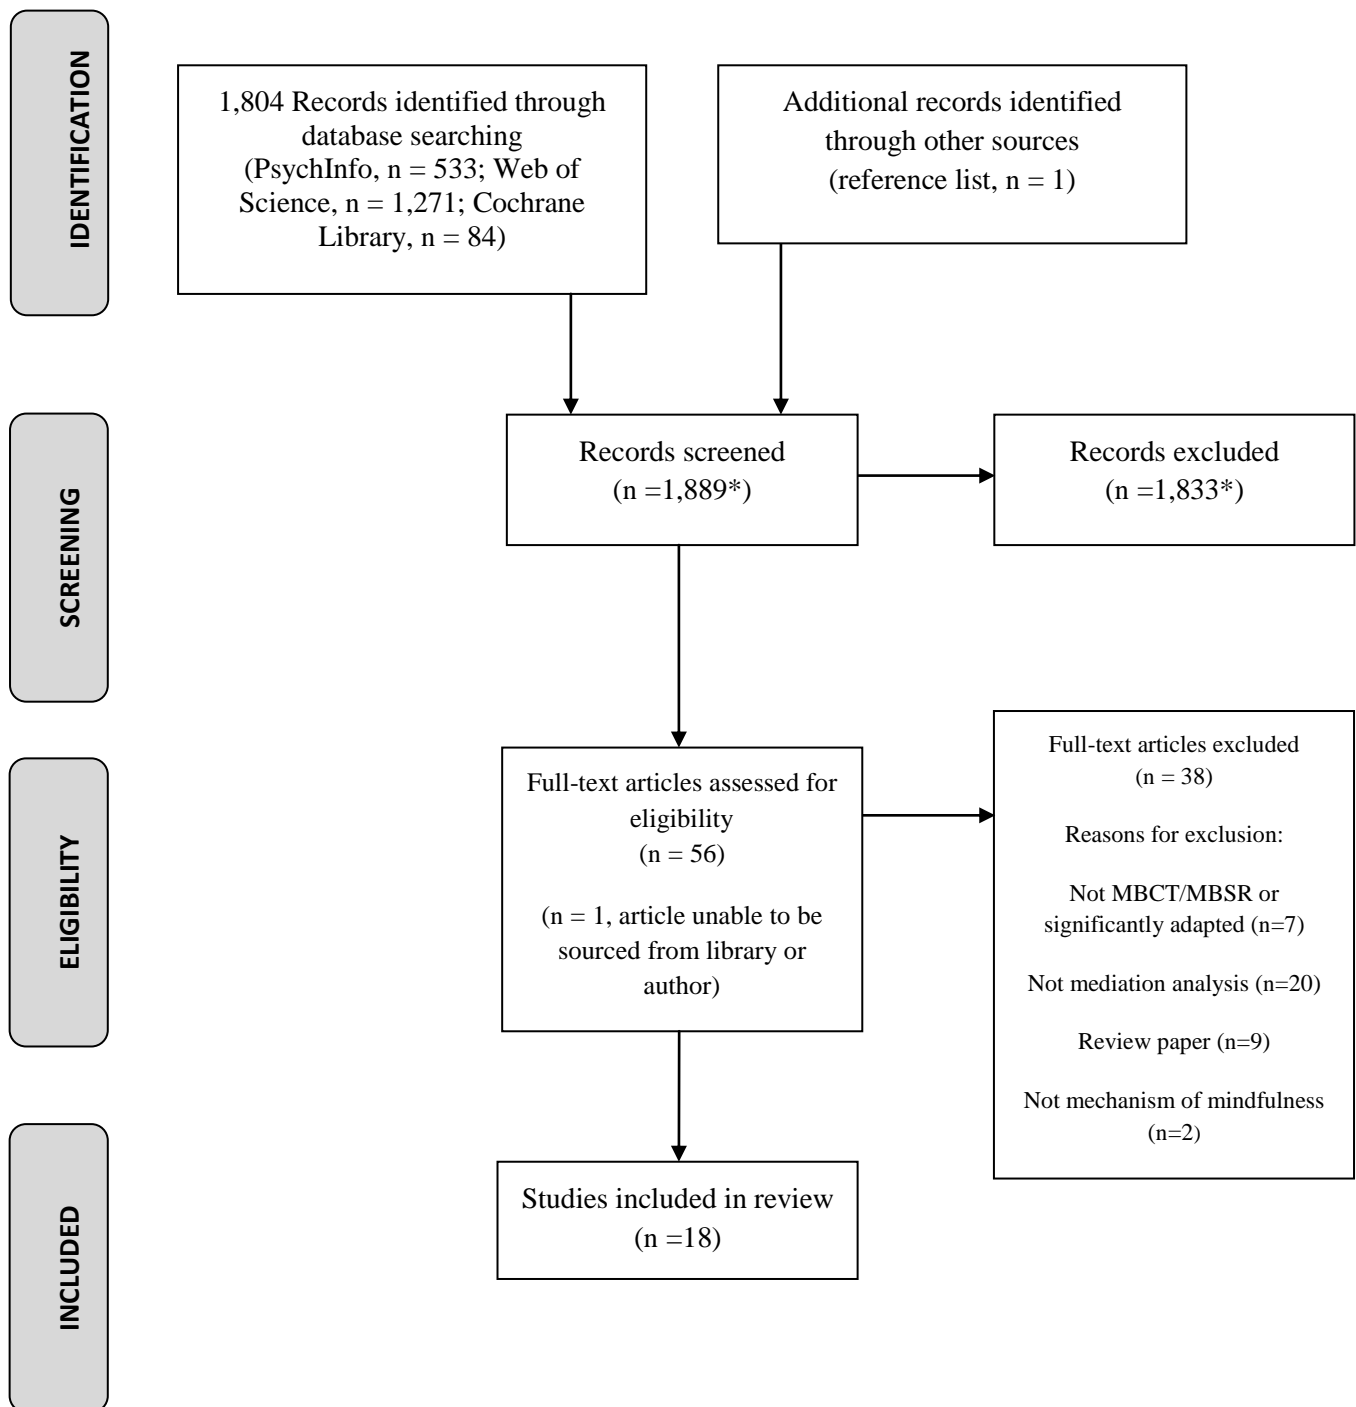 IDENTIFICATION
1,804 Records identified through
database searching
(PsychInfo, n = 533; Web of
Science, n = 1,271; Cochrane
Library, n = 84)
Additional records identified
through other sources
(reference list, n = 1)
SCREENING
Records screened
(n =1,889*)
Records excluded
(n =1,833*)
ELIGIBILITY
Full-text articles assessed for
eligibility
(n = 56)
(n = 1, article unable to be
sourced from library or
author)
Full-text articles excluded
(n = 38)
Reasons for exclusion:
Not MBCT/MBSR or
significantly adapted (n=7)
Not mediation analysis (n=20)
Review paper (n=9)
Not mechanism of mindfulness
(n=2)
INCLUDED
Studies included in review
(n =18)